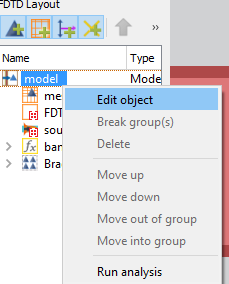 FDTD Layout
Name Type
model Mode
me
FDT
sou
ban
Bra
Edit object
Break group(s)
Delete
Move up
Move down
Move out of group
Move into group
Run analysis